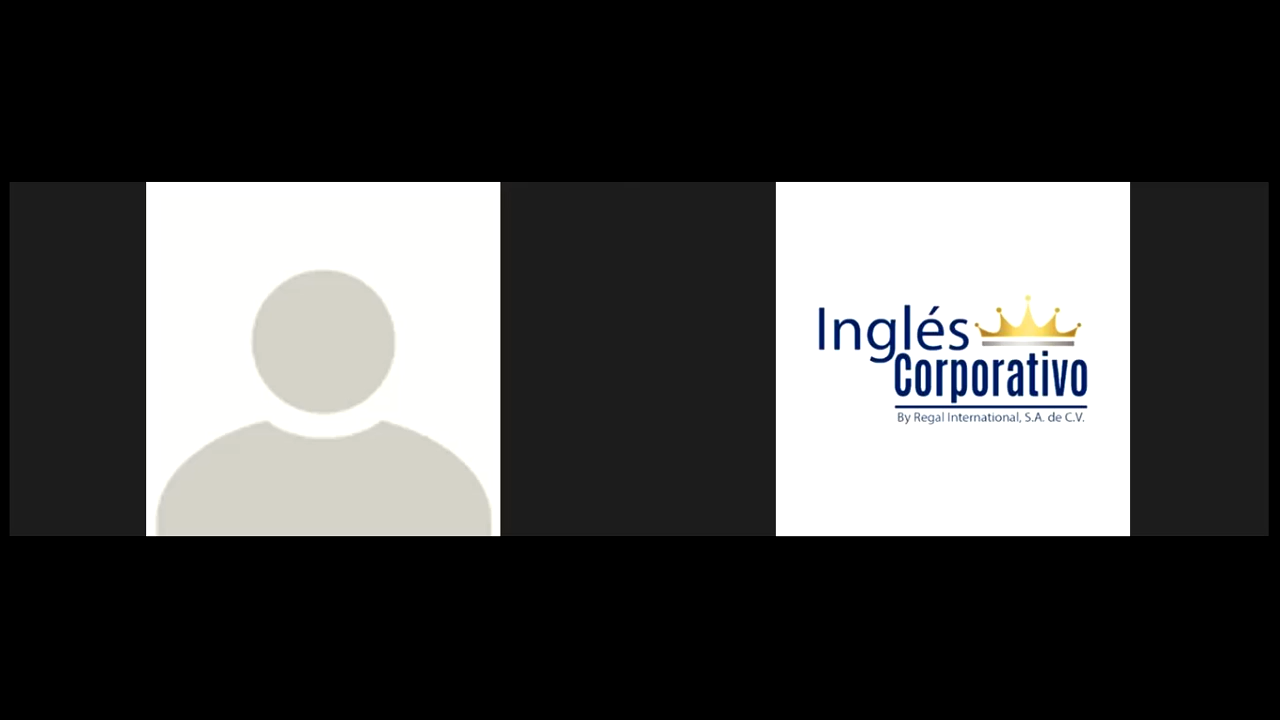 Inglés
Corporativo
By Regal International, S.A. de C.V.